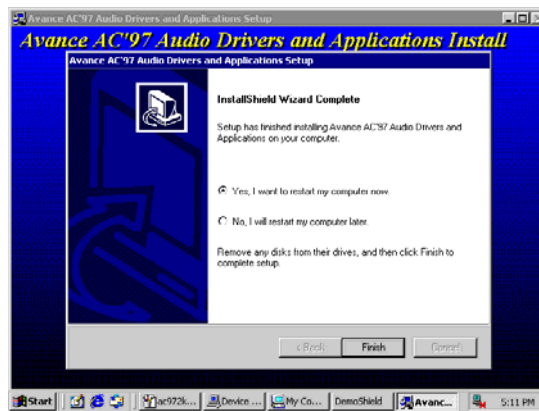 Avance AC'97 Audio Drivers and Applications Setup
Avance AC'97 Audio Drivers and Applications Install
Avance AC'97 Audio Drivers and Applications Setup
InstallShield Wizard Complete
Setup has finished installing Avance AC'97 Audio Drivers and
Applications on your computer.
Yes, I want to restart my computer now.
No, I will restart my computer later.
Remove any disks from their drives, and then click Finish to
complete setup.
< Back Finish Cancel
Start ac972k... Device ... My Co... DemoShield Avanc... 5:11 PM